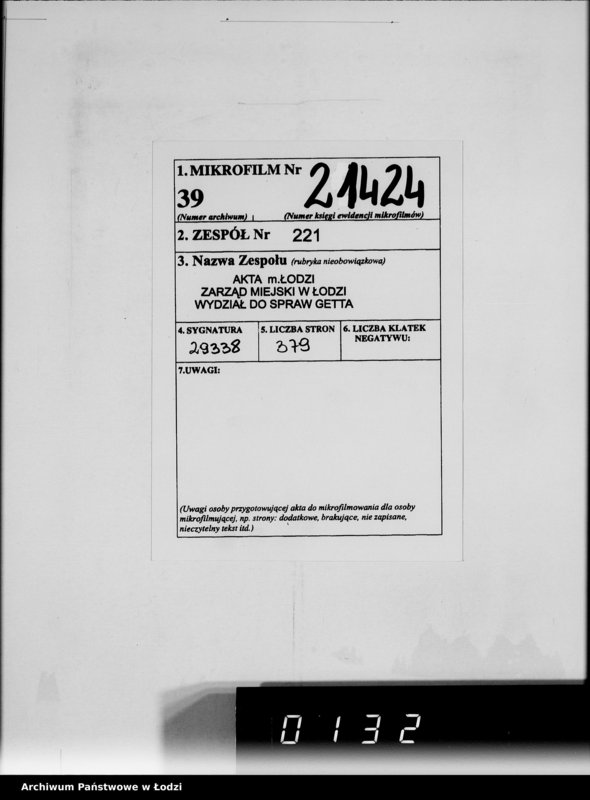 1. MIKROFILM Nr 21424
39
(Numer archiwum) (Numer księgi ewidencji mikrofilmów)
2. ZESPÓŁ Nr 221
3. Nazwa Zespołu (rubryka nieobowiązkowa)
AKTA m.ŁODZI
ZARZĄD MIEJSKI W ŁODZI
WYDZIAŁ DO SPRAW GETTA
4. SYGNATURA 5. LICZBA STRON 6. LICZBA KLATEK
NEGATYWU:
29338 379
7.UWAGI:
(Uwagi osoby przygotowującej akta do mikrofilmowania dla osoby
mikrofilmującej, np. strony: dodatkowe, brakujące, nie zapisane,
nieczytelny tekst itd.)
0132
Archiwum Państwowe w Łodzi